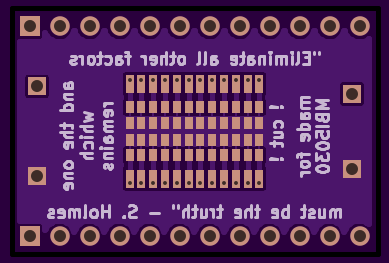 "Eliminate all other factors
and the one
which
remains
must be the truth" - S. Holmes
! cut !
made for
MBI5030